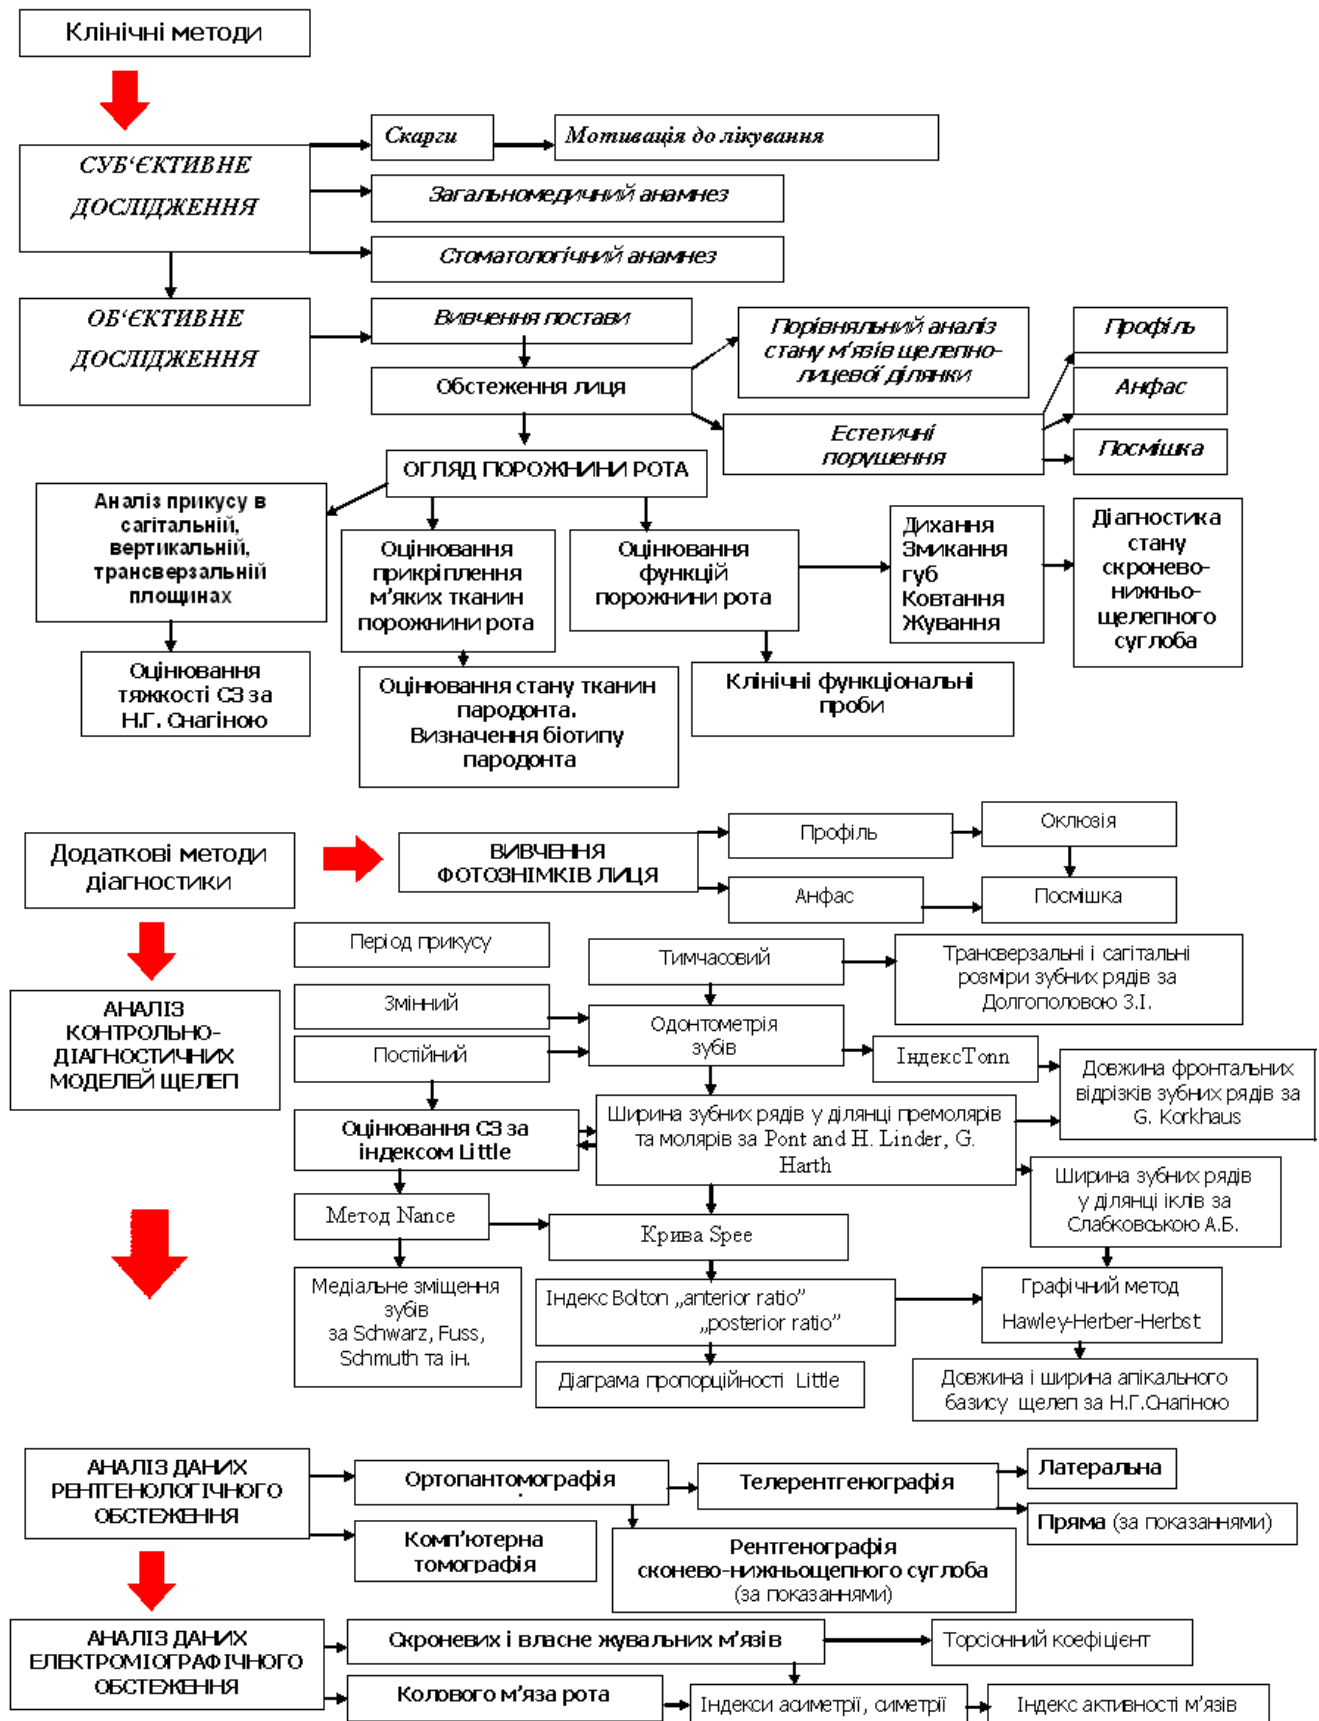 Клінічні методи
СУБ‘ЄКТИВНЕ
ДОСЛІДЖЕННЯ
Скарги
Мотивація до лікування
Загальномедичний анамнез
Стоматологічний анамнез
ОБ‘ЄКТИВНЕ
ДОСЛІДЖЕННЯ
Вивчення постави
Обстеження лиця
Порівняльний аналіз
стану м’язів щелепно-
лицевої ділянки
Естетичні
порушення
Профіль
Анфас
Посмішка
ОГЛЯД ПОРОЖНИНИ РОТА
Аналіз прикусу в
сагітальній,
вертикальній,
трансверзальній
площинах
Оцінювання
тяжкості СЗ за
Н.Г. Снагіною
Оцінювання
прикріплення
м’яких тканин
порожнини рота
Оцінювання стану тканин
пародонта.
Визначення біотипу
пародонта
Оцінювання
функцій
порожнини рота
Клінічні функціональні
проби
Дихання
Змикання
губ
Ковтання
Жування
Діагностика
стану
скронево-
нижньо-
щелепного
суглоба
Додаткові методи
діагностики
ВИВЧЕННЯ
ФОТОЗНІМКІВ ЛИЦЯ
Профіль
Оклюзія
Анфас
Посмішка
АНАЛІЗ
КОНТРОЛЬНО-
ДІАГНОСТИЧНИХ
МОДЕЛЕЙ ЩЕЛЕП
Період прикусу
Тимчасовий
Трансверзальні і сагітальні
розміри зубних рядів за
Долгополовою З.І.
Змінний
Одонтометрія
зубів
Постійний
ІндексTonn
Довжина фронтальних
відрізків зубних рядів за
G. Korkhaus
Оцінювання СЗ за
індексом Little
Ширина зубних рядів у ділянці премолярів
та молярів за Pont and H. Linder, G.
Harth
Ширина зубних рядів
у ділянці іклів за
Слабковською А.Б.
Метод Nance
Крива Spee
Медіальне зміщення
зубів
за Schwarz, Fuss,
Schmuth та ін.
Індекс Bolton „anterior ratio”
„posterior ratio”
Графічний метод
Hawley-Herber-Herbst
Діаграма пропорційності Little
Довжина і ширина апікального
базису щелеп за Н.Г.Снагіною
АНАЛІЗ ДАНИХ
РЕНТГЕНОЛОГІЧНОГО
ОБСТЕЖЕННЯ
Ортопантомографія
.
Телерентгенографія
Латеральна
Пряма (за показаннями)
Комп’ютерна
томографія
Рентгенографія
сконево-нижньощепного суглоба
(за показаннями)
АНАЛІЗ ДАНИХ
ЕЛЕКТРОМІОГРАФІЧНОГО
ОБСТЕЖЕННЯ
Скроневих і власне жувальних м’язів
Торсіонний коефіцієнт
Колового м’яза рота
Індекси асиметрії, симетрії
Індекс активності м’язів